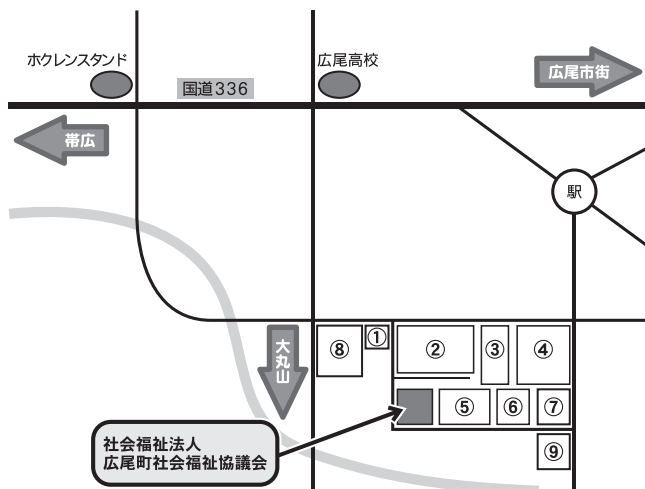 ホクレンスタンド
広尾高校
国道336
広尾市街
帯広
駅
大丸山
①
②
③
④
⑧
⑤
⑥
⑦
⑨
社会福祉法人
広尾町社会福祉協議会